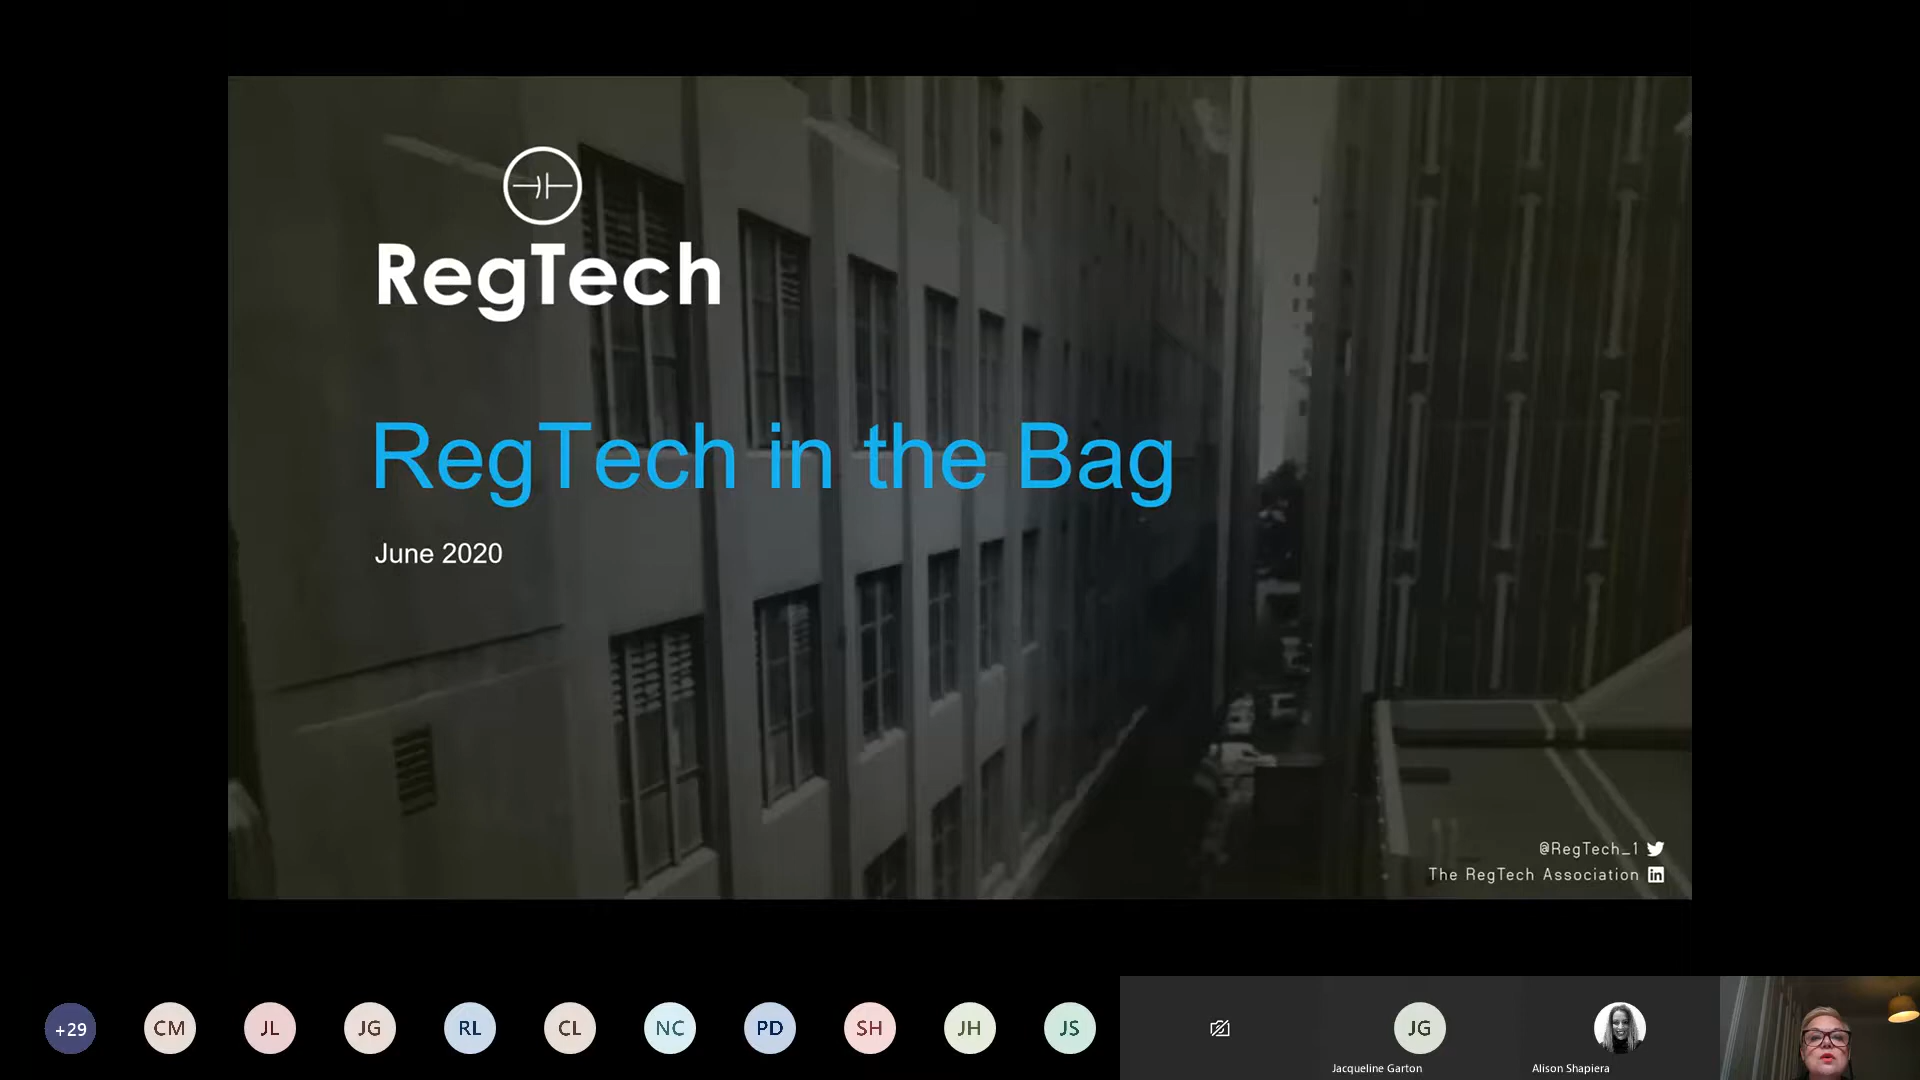 RegTech
RegTech in the Bag
June 2020
@RegTech_1
The RegTech Association
in
+29
CM
JL
JG
RL
CL
NC
PD
SH
JH
JS
JG
Jacqueline Garton
Alison Shapiera